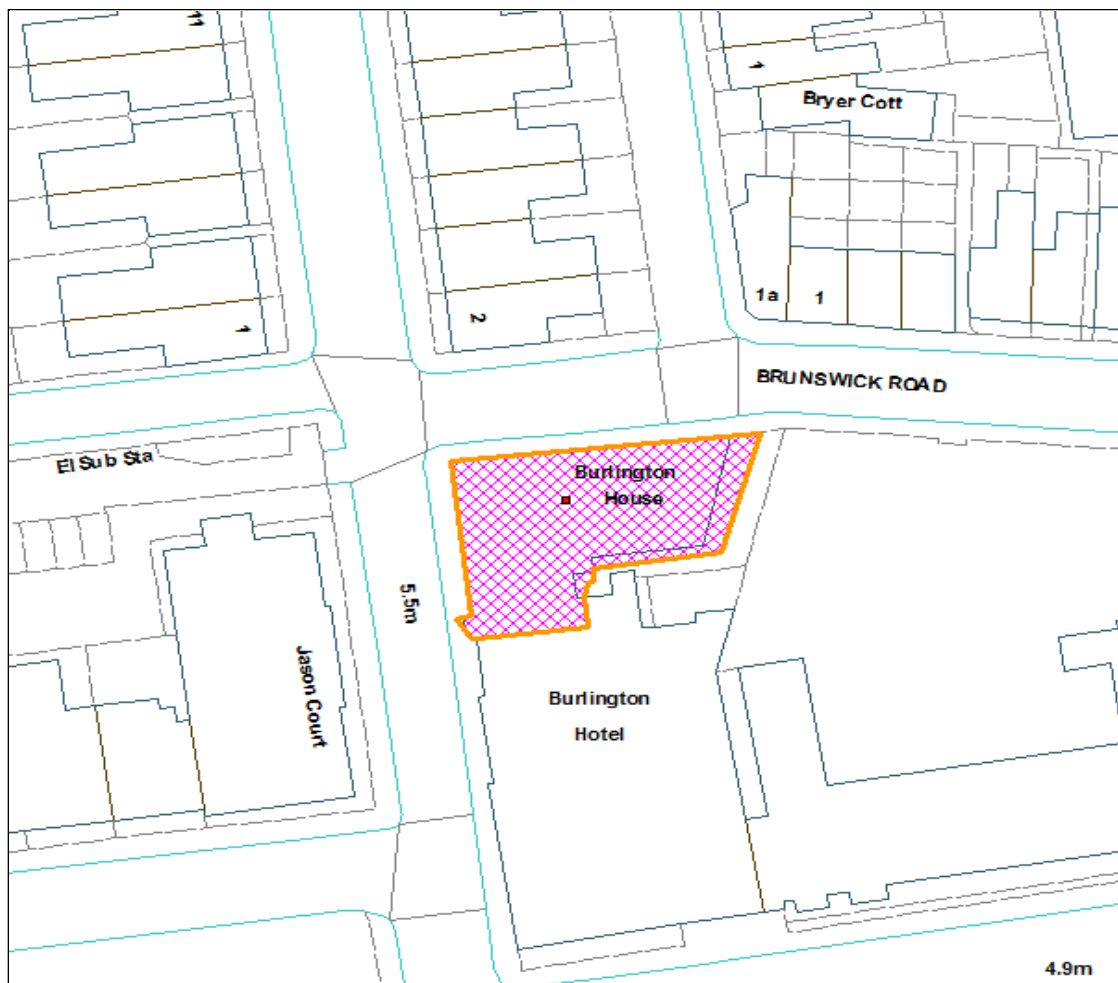 11
1
Bryer Cott
1
2
1a
1
BRUNSWICK ROAD
El Sub Sta
Burlington
House
5.5m
Jason Court
Burlington
Hotel
4.9m